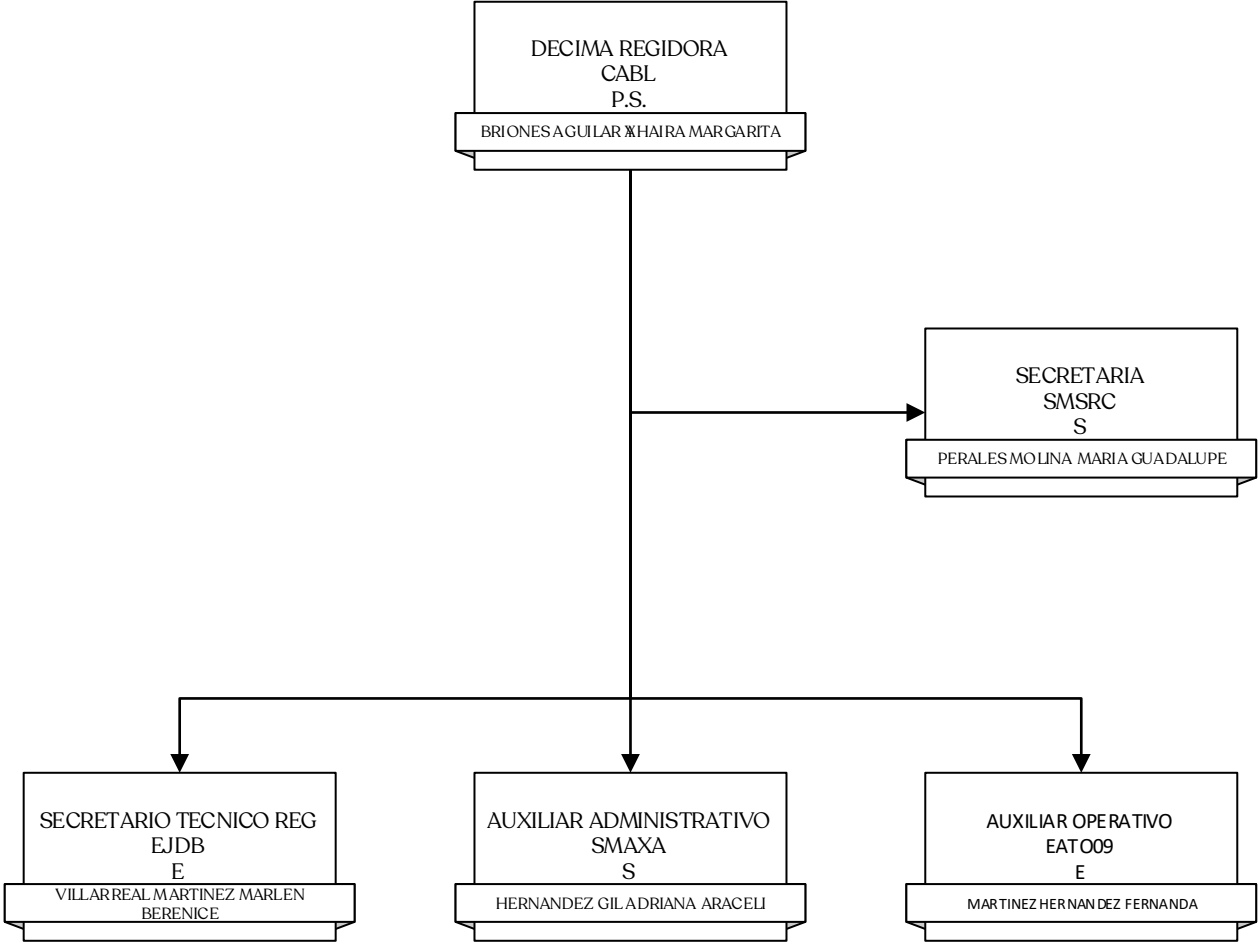 DECIMA REGIDORA
CABL
P.S.
BRIONES AGUILAR MARGARITA
SECRETARIA
SMSRC
S
PERALES MOLINA MARIA GUADALUPE
SECRETARIO TECNICO REG
EJDB
E
VILLARREAL MARTINEZ MARLEN
BERENICE
AUXILIAR ADMINISTRATIVO
SMAXA
S
HERNANDEZ GIL ADRIANA ARACELI
AUXILIAR OPERATIVO
EATO09
E
MARTINEZ HERNANDEZ FERNANDA